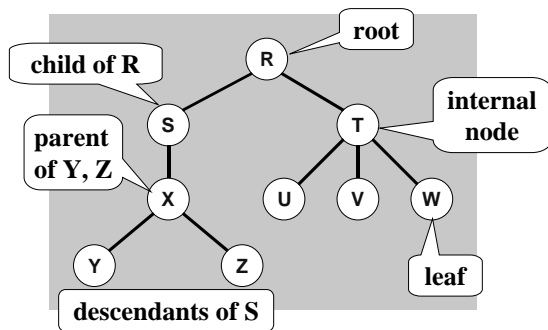 root
R
child of R
S
T
internal
node
parent
of Y, Z
X
U
V
W
Y
Z
leaf
descendants of S